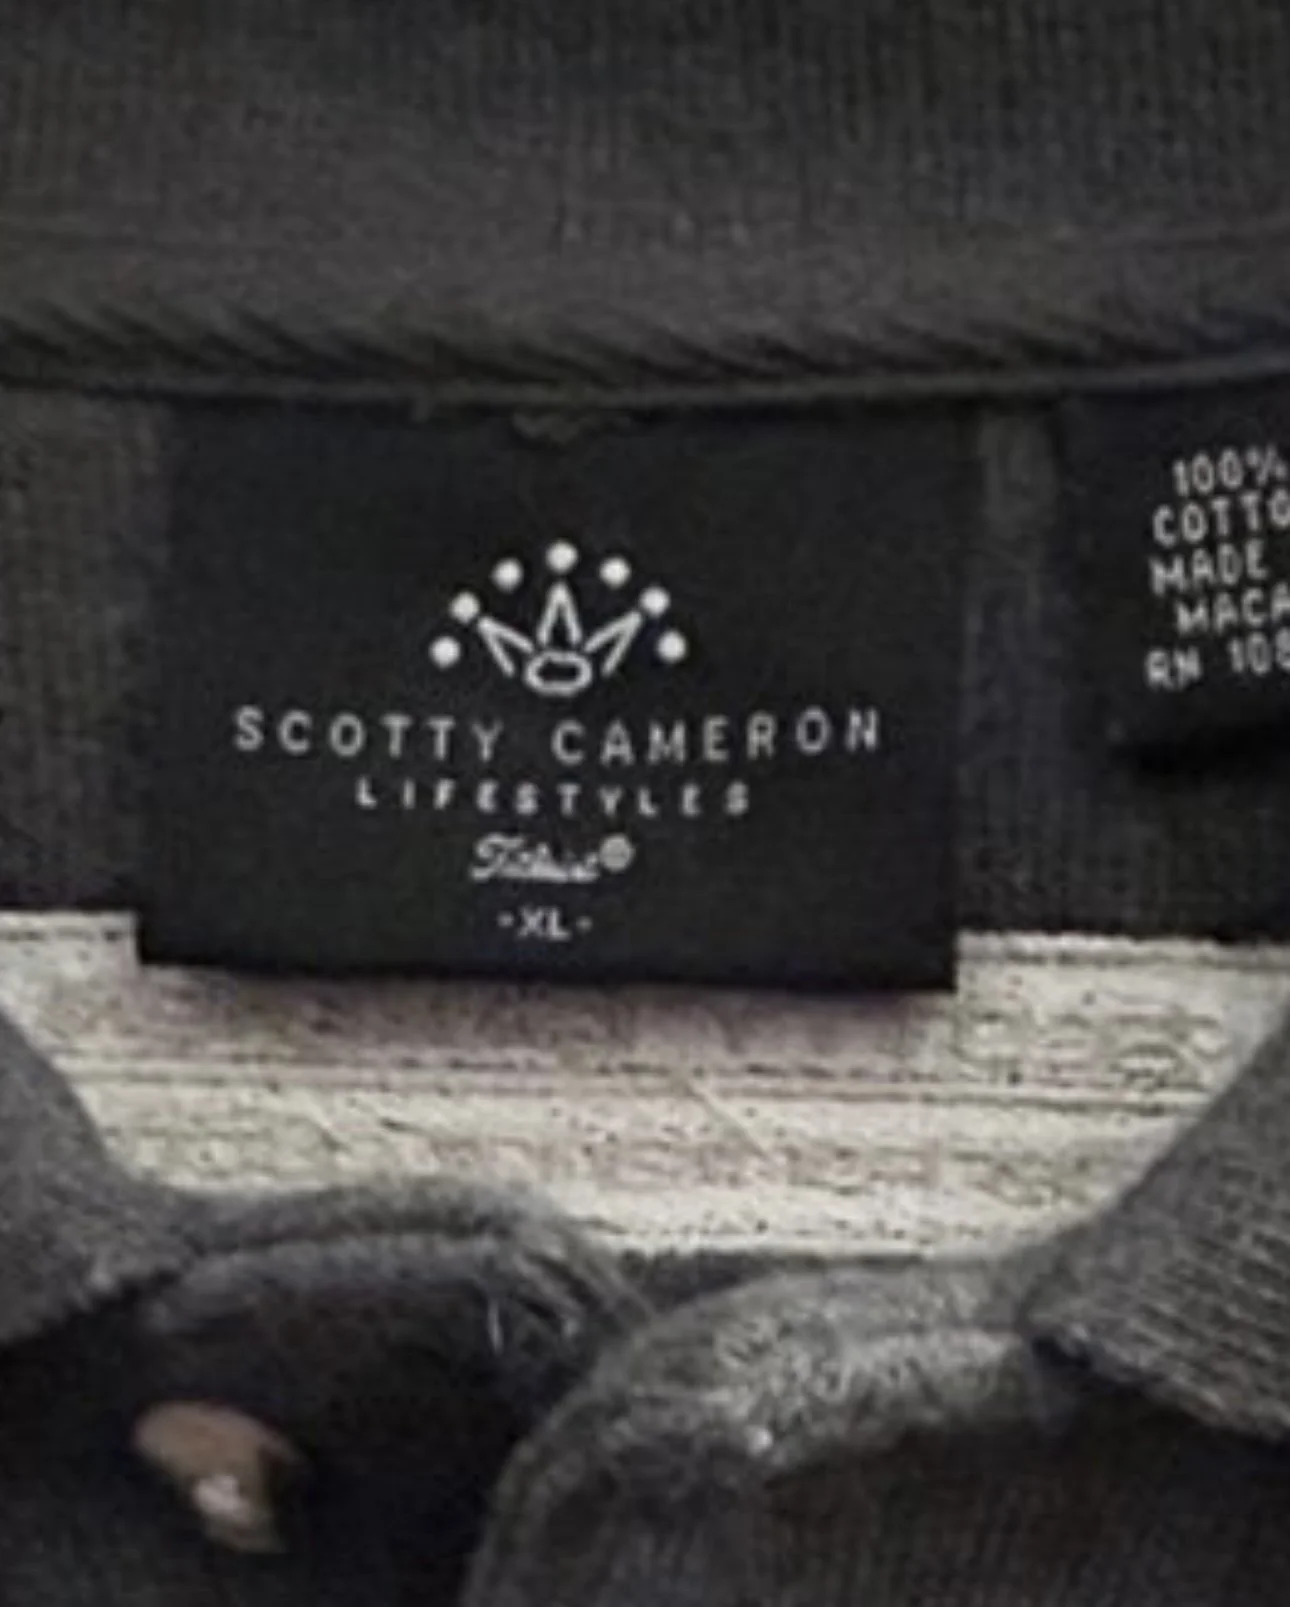 SCOTTY CAMERON
LIFESTYLES
Titleist
-XL-
100%
COTTO
MADE
MACA
RN 108